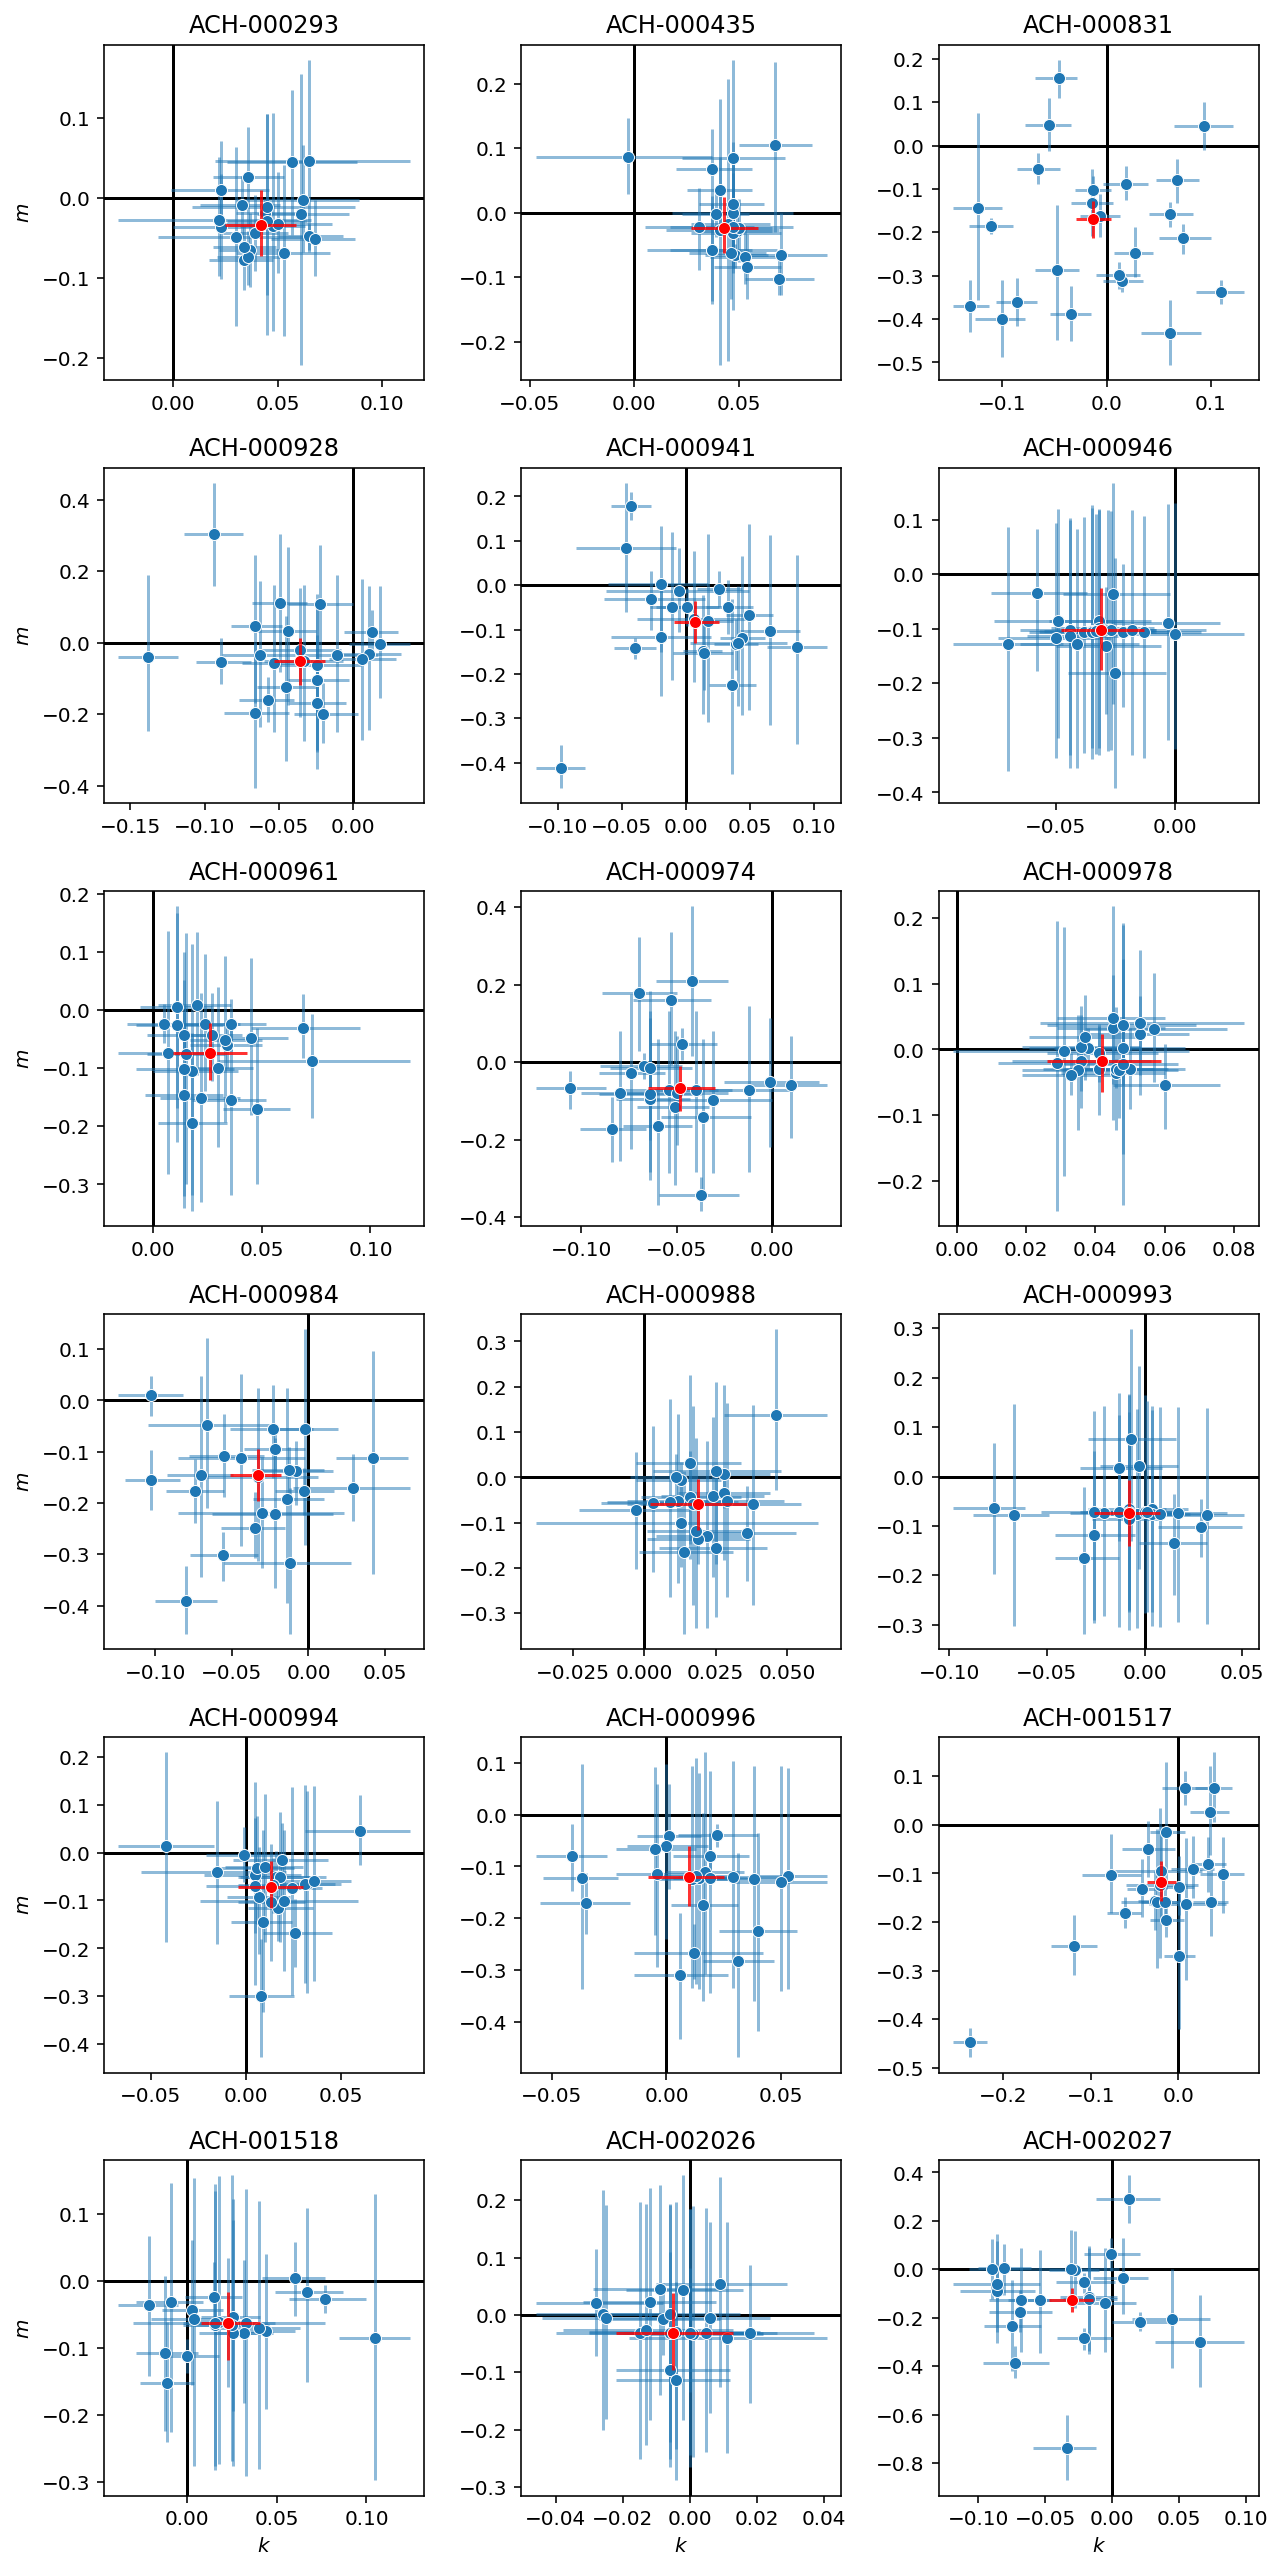 ACH-000293 ACH-000435 ACH-000831
0.1 0.0 −0.1 −0.2 m 0.2 0.1 0.0 −0.1 −0.2 0.2 0.1 0.0 −0.1 −0.2 −0.3 −0.4 −0.5
0.00 0.05 0.10 −0.05 0.00 0.05 −0.1 0.0 0.1
ACH-000928 ACH-000941 ACH-000946
0.4 0.2 0.0 −0.2 −0.4 m 0.2 0.1 0.0 −0.1 −0.2 −0.3 −0.4 0.1 0.0 −0.1 −0.2 −0.3 −0.4
−0.15 −0.10 −0.05 0.00 −0.10 −0.05 0.00 0.05 0.10 −0.05 0.00
ACH-000961 ACH-000974 ACH-000978
0.2 0.1 0.0 −0.1 −0.2 −0.3 m 0.4 0.2 0.0 −0.2 −0.4 0.2 0.1 0.0 −0.1 −0.2
0.00 0.05 0.10 −0.10 −0.05 0.00 0.00 0.02 0.04 0.06 0.08
ACH-000984 ACH-000988 ACH-000993
0.1 0.0 −0.1 −0.2 −0.3 −0.4 m 0.3 0.2 0.1 0.0 −0.1 −0.2 −0.3 0.3 0.2 0.1 0.0 −0.1 −0.2 −0.3
−0.10 −0.05 0.00 0.05 −0.025 0.000 0.025 0.050 −0.10 −0.05 0.00 0.05
ACH-000994 ACH-000996 ACH-001517
0.2 0.1 0.0 −0.1 −0.2 −0.3 −0.4 m 0.1 0.0 −0.1 −0.2 −0.3 −0.4 0.1 0.0 −0.1 −0.2 −0.3 −0.4 −0.5
−0.05 0.00 0.05 −0.05 0.00 0.05 −0.2 −0.1 0.0
ACH-001518 ACH-002026 ACH-002027
0.1 0.0 −0.1 −0.2 −0.3 m 0.2 0.1 0.0 −0.1 −0.2 −0.3 0.4 0.2 0.0 −0.2 −0.4 −0.6 −0.8
0.00 0.05 0.10 −0.04 −0.02 0.00 0.02 0.04 −0.10 −0.05 0.00 0.05 0.10
k k k